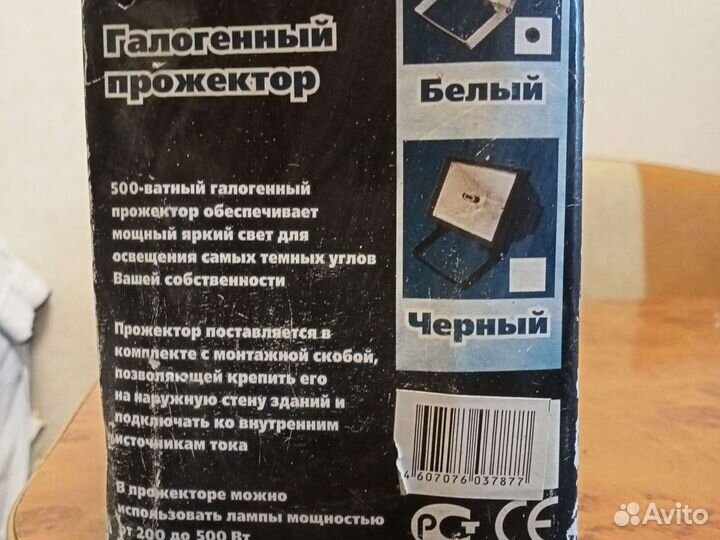 Галогенный
прожектор
500-ватный галогенный
прожектор обеспечивает
мощный яркий свет для
освещения самых темных углов
Вашей собственности
Прожектор поставляется в
комплекте с монтажной скобой,
позволяющей крепить его
на наружную стену зданий и
подключать ко внутренним
источникам тока
В прожекторе можно
использовать лампы мощностью
от 200 до 500 Вт
Белый
Черный
4 607076 037877
РСт CE
Avito